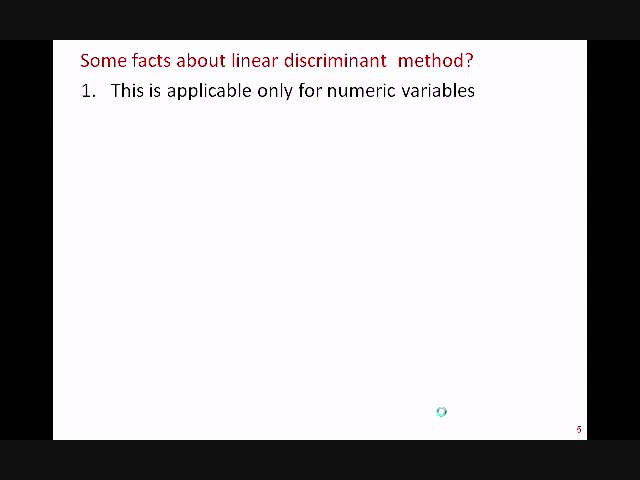 Some facts about linear discriminant method?
1. This is applicable only for numeric variables
5